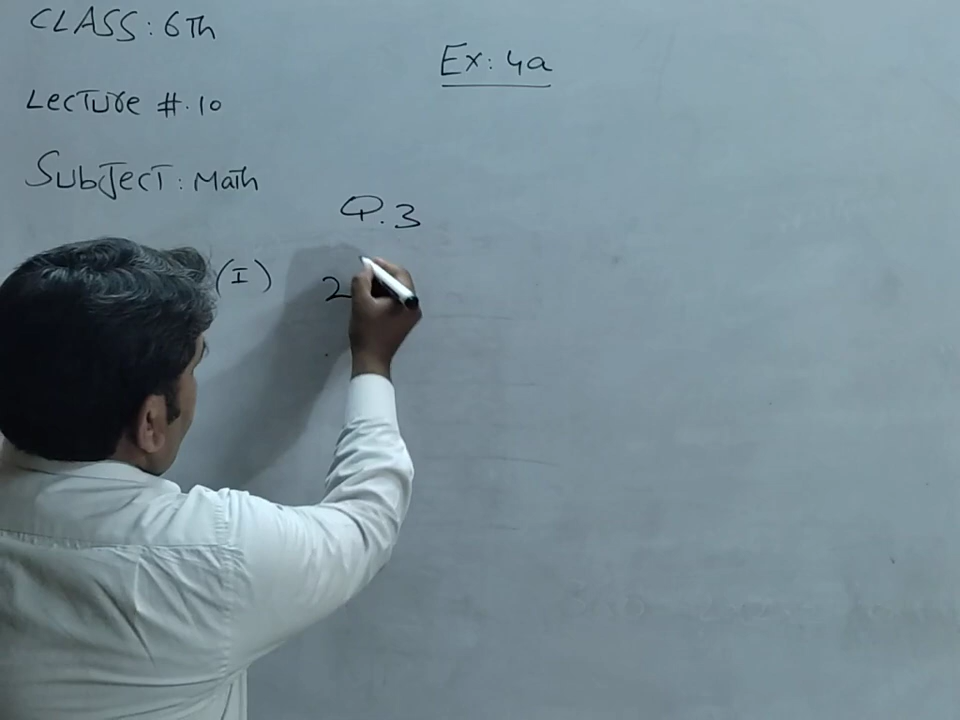 CLASS: 6Th
Ex: 4a
Lecture #.10
Subject: Math
Q.3
(I) 2